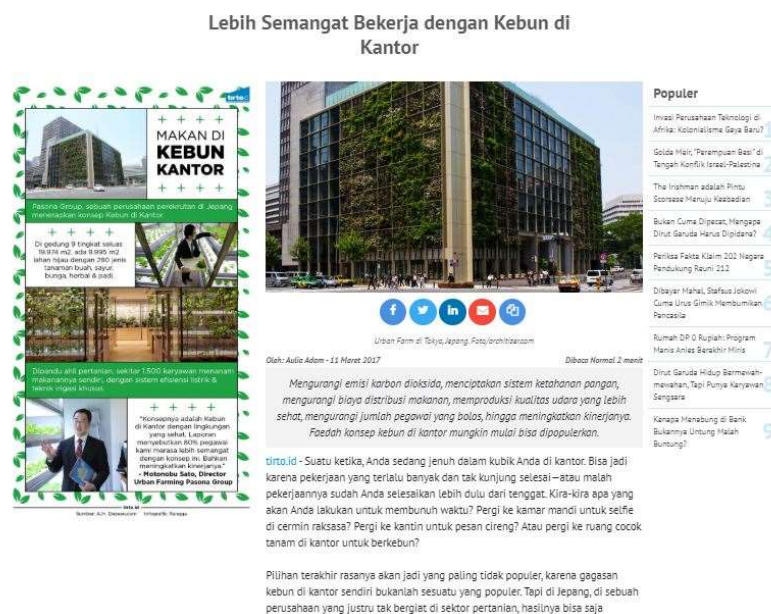 Lebih Semangat Bekerja dengan Kebun di
Kantor
tirto.id
MAKAN DI
KEBUN
KANTOR
Pasona Group, sebuah perusahaan perekrutan di Jepang
menerapkan konsep Kebun di Kantor.
Di gedung 9 tingkat seluas
19.974 m2, ada 9.995 m2
lahan hijau dengan 260 jenis
tanaman buah, sayur,
bunga, herbal & padi.
Dipandu ahli pertanian, sekitar 1.500 karyawan menanam
makanannya sendiri, dengan sistem efisiensi listrik &
teknik irigasi khusus.
"Konsepnya adalah Kebun
di Kantor dengan lingkungan
yang sehat. Laporan
menyebutkan 80% pegawai
kami merasa lebih semangat
dengan konsep ini. Bahkan
meningkatkan kinerjanya."
- Motonobu Sato, Director
Urban Farming Pasona Group
tirto.id
Infografik: Rangga
Urban Farm di Tokyo, Jepang. Foto/architizer.com
Oleh: Aulia Adam - 11 Maret 2017
Dibaca Normal 2 menit
Mengurangi emisi karbon dioksida, menciptakan sistem ketahanan pangan,
mengurangi biaya distribusi makanan, memproduksi kualitas udara yang lebih
sehat, mengurangi jumlah pegawai yang bolos, hingga meningkatkan kinerjanya.
Faedah konsep kebun di kantor mungkin mulai bisa dipopulerkan.
tirto.id - Suatu ketika, Anda sedang jenuh dalam kubik Anda di kantor. Bisa jadi
karena pekerjaan yang terlalu banyak dan tak kunjung selesai—atau malah
pekerjaannya sudah Anda selesaikan lebih dulu dari tenggat. Kira-kira apa yang
akan Anda lakukan untuk membunuh waktu? Pergi ke kamar mandi untuk selfie
di cermin raksasa? Pergi ke kantin untuk pesan cireng? Atau pergi ke ruang cocok
tanam di kantor untuk berkebun?
Pilihan terakhir rasanya akan jadi yang paling tidak populer, karena gagasan
kebun di kantor sendiri bukanlah sesuatu yang populer. Tapi di Jepang, di sebuah
perusahaan yang justru tak bergiat di sektor pertanian, hasilnya bisa saja
Populer
Invasi Perusahaan Teknologi di
Afrika: Kolonialisme Gaya Baru?
1
Golda Meir, "Perempuan Besi" di
Tengah Konflik Israel-Palestina
2
The Irishman adalah Pintu
Scorsese Menuju Keabadian
3
Bukan Cuma Dipecat, Mengapa
Dirut Garuda Harus Dipidana?
4
Periksa Fakta Klaim 202 Negara
Pendukung Reuni 212
5
Dibayar Mahal, Stafsus Jokowi
Cuma Urus Gimik Membumikan
Pancasila
6
Rumah DP 0 Rupiah: Program
Manis Anies Berakhir Miris
7
Dirut Garuda Hidup Bermewah-
mewahan, Tapi Punya Karyawan
Sengsara
8
Kenapa Menabung di Bank
Bukannya Untung Malah
Buntung?
9